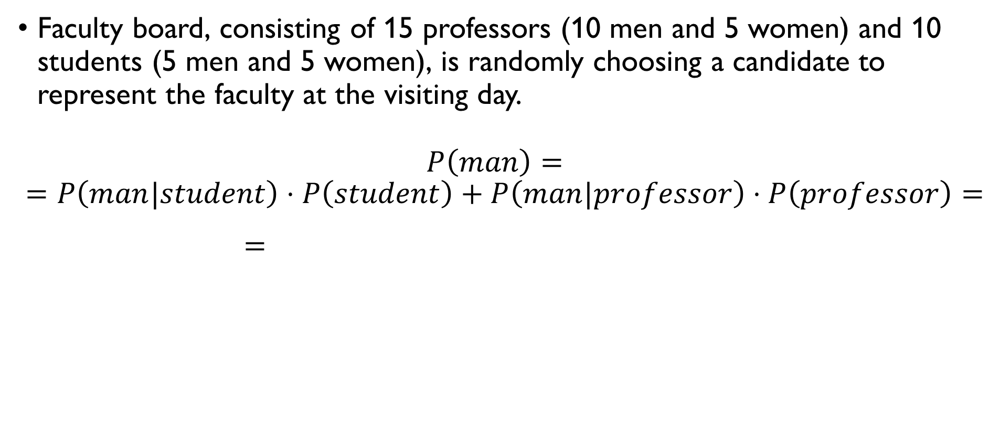 • Faculty board, consisting of 15 professors (10 men and 5 women) and 10
students (5 men and 5 women), is randomly choosing a candidate to
represent the faculty at the visiting day.
P(man) =
= P(man|student) · P(student) + P(man|professor) · P(professor) =
=